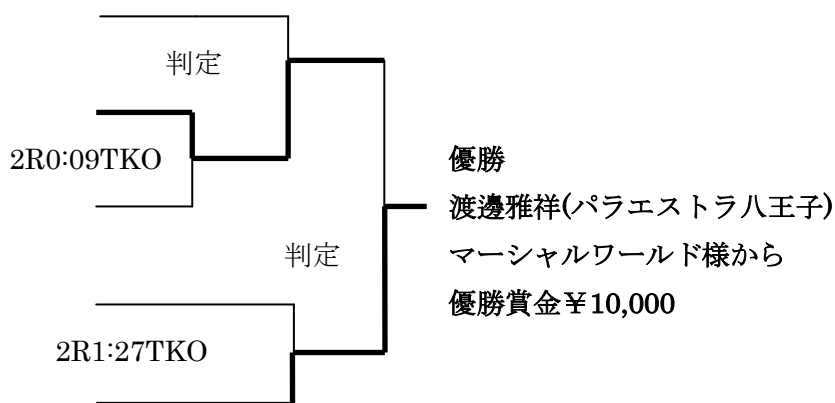 判定
2R0:09TKO
優勝
渡邊雅祥(パラエストラ八王子)
判定
マーシャルワールド様から
優勝賞金￥10,000
2R1:27TKO